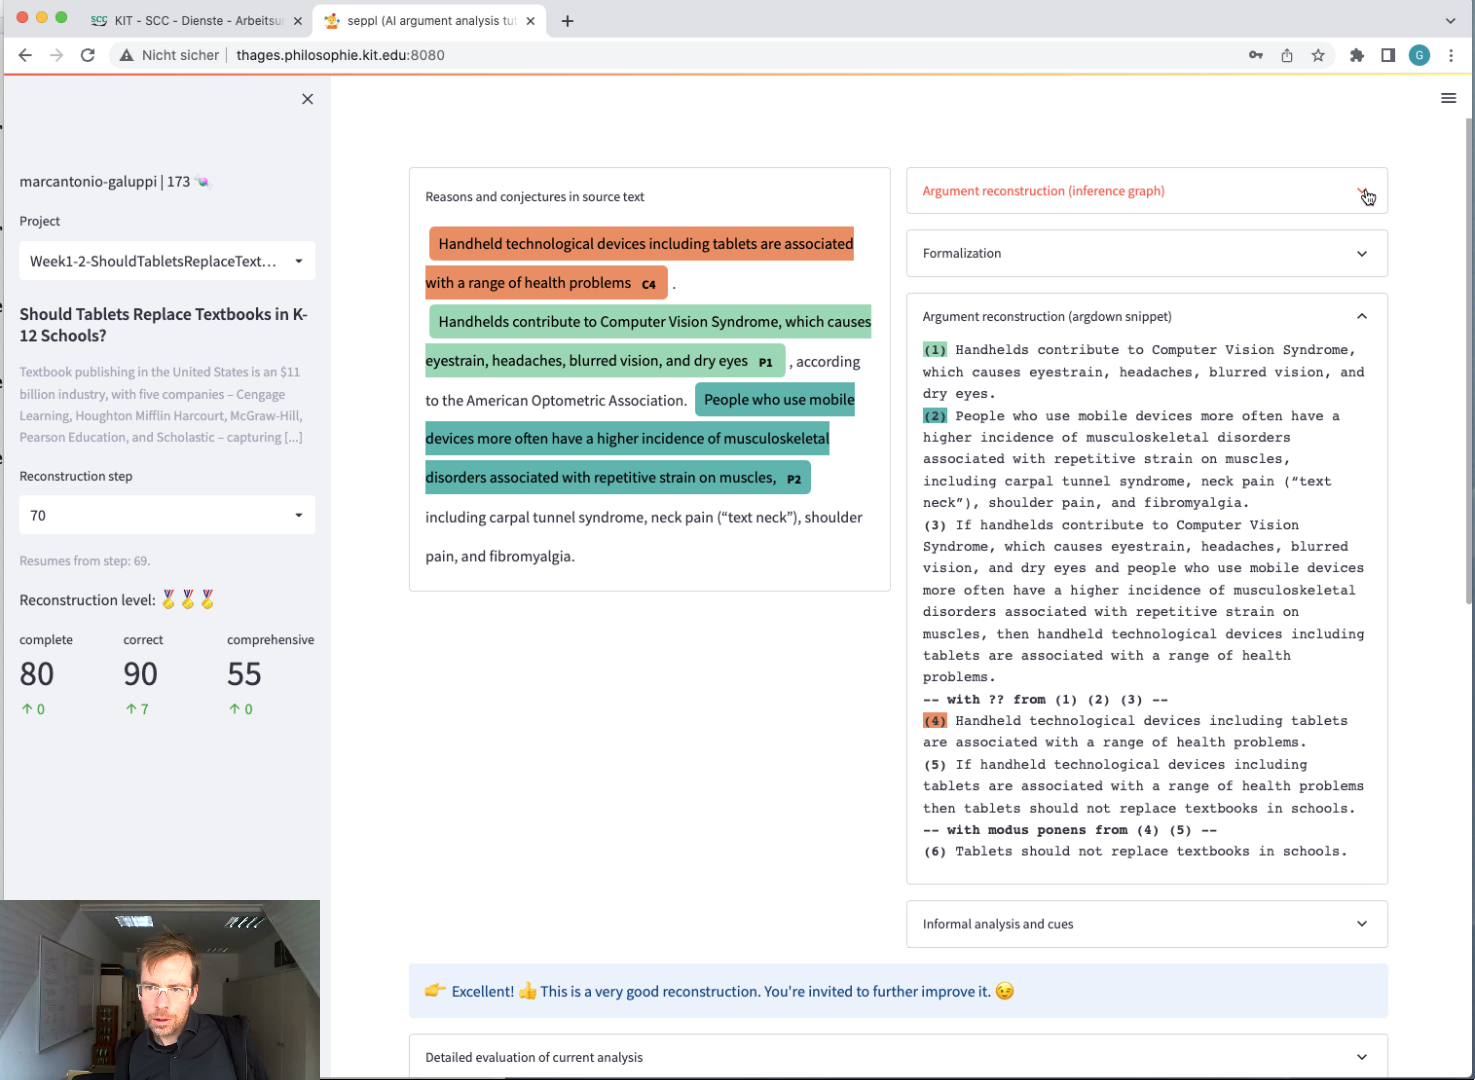 KIT - SCC - Dienste - Arbeitsu
seppl (AI argument analysis tut
Nicht sicher
thages.philosophie.kit.edu:8080
G
marcantonio-galuppi | 173
Project
Week1-2-ShouldTabletsReplaceText...
Should Tablets Replace Textbooks in K-
12 Schools?
Textbook publishing in the United States is an $11
billion industry, with five companies – Cengage
Learning, Houghton Mifflin Harcourt, McGraw-Hill,
Pearson Education, and Scholastic – capturing [...]
Reconstruction step
70
Resumes from step: 69.
Reconstruction level:
complete correct comprehensive
80 90 55
↑ 0 ↑ 7 ↑ 0
Reasons and conjectures in source text
Handheld technological devices including tablets are associated
with a range of health problems C4 .
Handhelds contribute to Computer Vision Syndrome, which causes
eyestrain, headaches, blurred vision, and dry eyes P1 , according
to the American Optometric Association. People who use mobile
devices more often have a higher incidence of musculoskeletal
disorders associated with repetitive strain on muscles, P2
including carpal tunnel syndrome, neck pain (“text neck”), shoulder
pain, and fibromyalgia.
Argument reconstruction (inference graph)
Formalization
Argument reconstruction (argdown snippet)
(1) Handhelds contribute to Computer Vision Syndrome,
which causes eyestrain, headaches, blurred vision, and
dry eyes.
(2) People who use mobile devices more often have a
higher incidence of musculoskeletal disorders
associated with repetitive strain on muscles,
including carpal tunnel syndrome, neck pain (“text
neck”), shoulder pain, and fibromyalgia.
(3) If handhelds contribute to Computer Vision
Syndrome, which causes eyestrain, headaches, blurred
vision, and dry eyes and people who use mobile devices
more often have a higher incidence of musculoskeletal
disorders associated with repetitive strain on
muscles, then handheld technological devices including
tablets are associated with a range of health
problems.
-- with ?? from (1) (2) (3) --
(4) Handheld technological devices including tablets
are associated with a range of health problems.
(5) If handheld technological devices including
tablets are associated with a range of health problems
then tablets should not replace textbooks in schools.
-- with modus ponens from (4) (5) --
(6) Tablets should not replace textbooks in schools.
Informal analysis and cues
Excellent! This is a very good reconstruction. You're invited to further improve it.
Detailed evaluation of current analysis